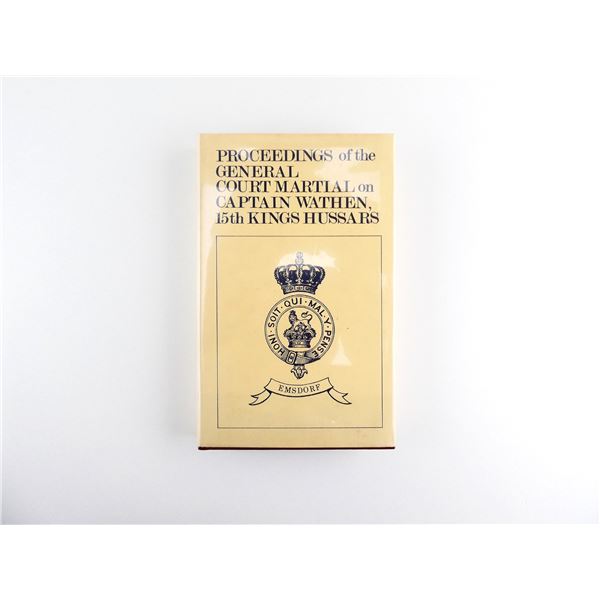 PROCEEDINGS of the
GENERAL
COURT MARTIAL on
CAPTAIN WATHEN,
15th KINGS HUSSARS
HONI · SOIT · QUI · MAL · Y · PENSE
EMSDORF